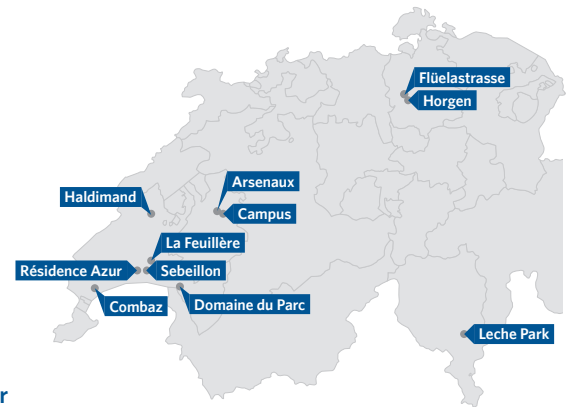 Flüelastrasse
Horgen
Arsenaux
Haldimand
Campus
La Feuillère
Résidence Azur
Sebeillon
Combaz
Domaine du Parc
Leche Park
r